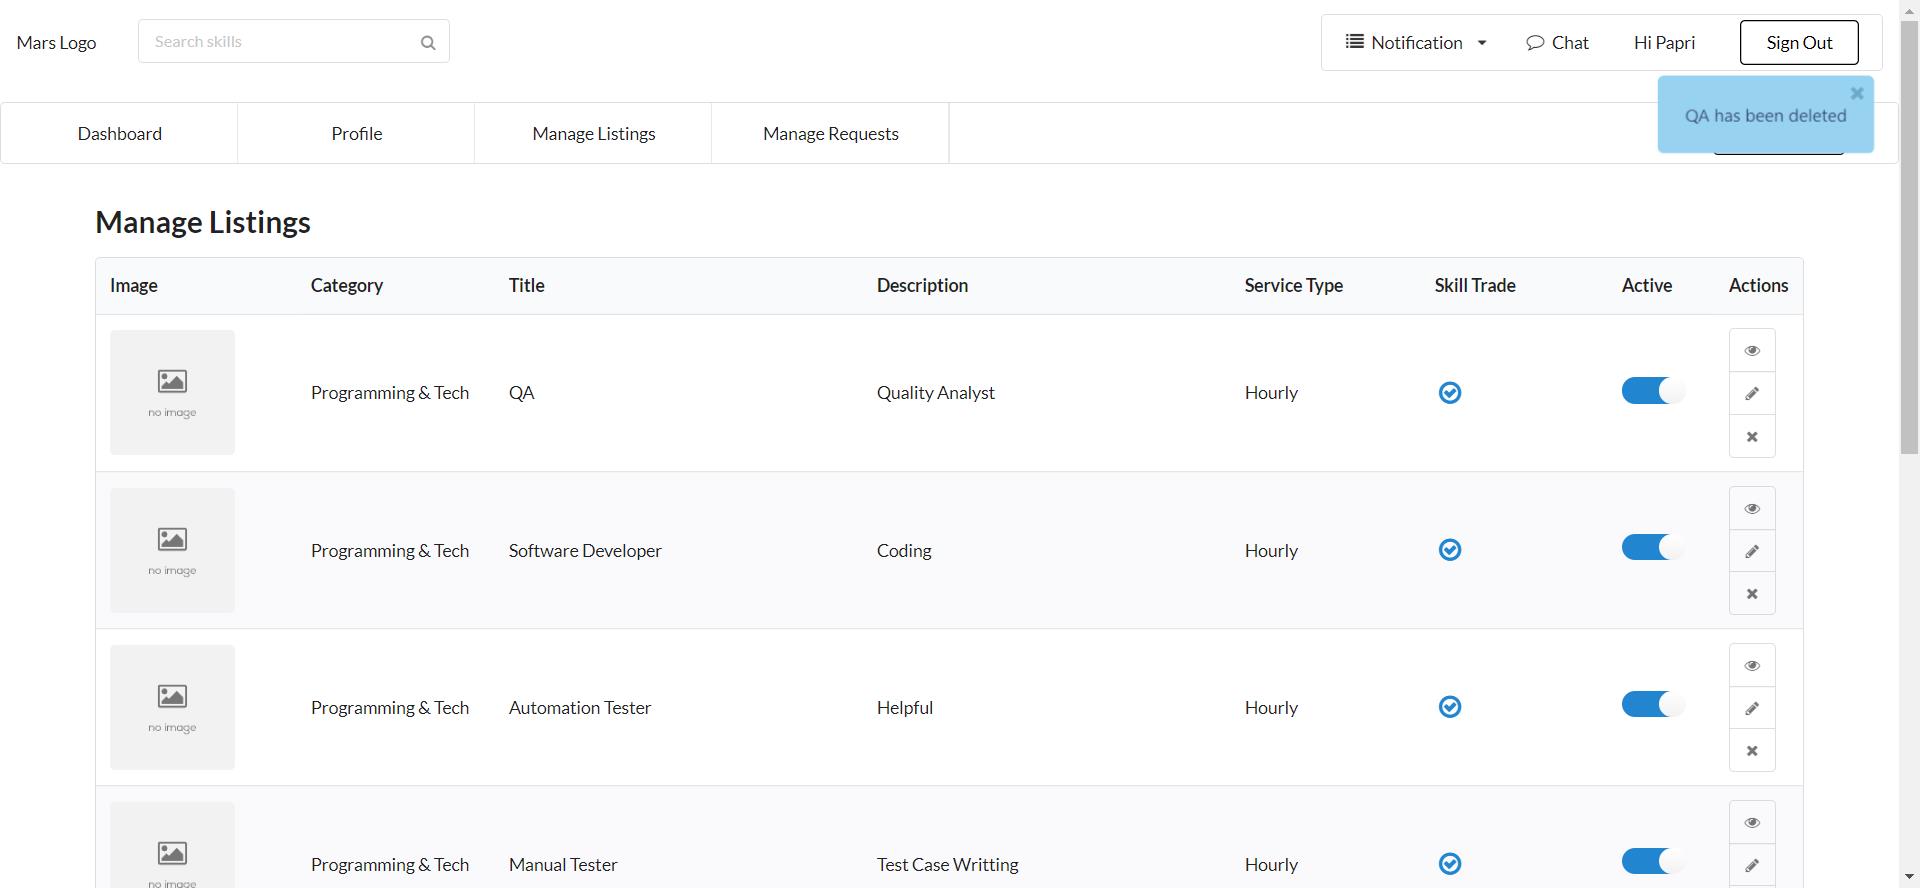 Mars Logo
Search skills
Notification
Chat
Hi Papri
Sign Out
QA has been deleted
Dashboard
Profile
Manage Listings
Manage Requests
Manage Listings
Image Category Title Description Service Type Skill Trade Active Actions
no image
Programming & Tech QA Quality Analyst Hourly
no image
Programming & Tech Software Developer Coding Hourly
no image
Programming & Tech Automation Tester Helpful Hourly
no image
Programming & Tech Manual Tester Test Case Writting Hourly
no image